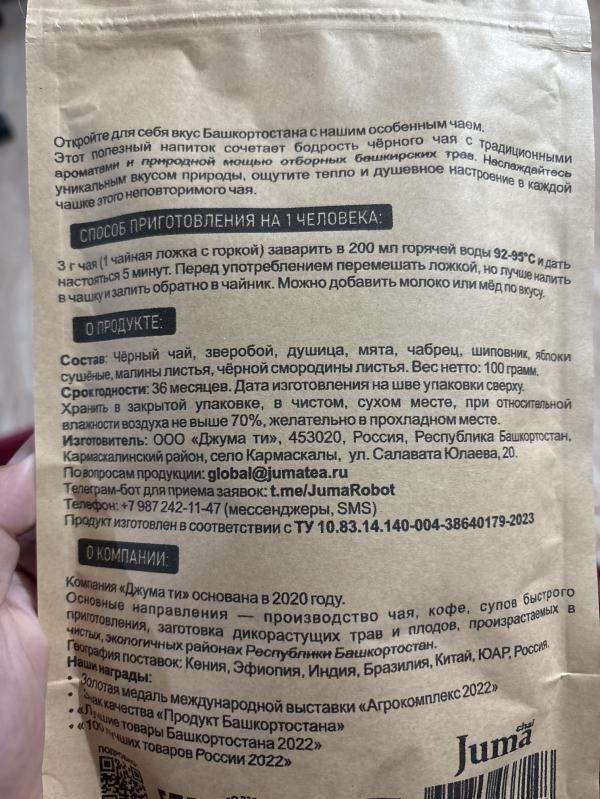 Откройте для себя вкус Башкортостана с нашим особенным чаем.
Этот полезный напиток сочетает бодрость чёрного чая с традиционными
ароматами и природной мощью отборных башкирских трав. Наслаждайтесь
уникальным вкусом природы, ощутите тепло и душевное настроение в каждой
чашке этого неповторимого чая.
СПОСОБ ПРИГОТОВЛЕНИЯ НА 1 ЧЕЛОВЕКА:
3 г чая (1 чайная ложка с горкой) заварить в 200 мл горячей воды 92-95°C и дать
настояться 5 минут. Перед употреблением перемешать ложкой, но лучше налить
в чашку и залить обратно в чайник. Можно добавить молоко или мёд по вкусу.
О ПРОДУКТЕ:
Состав: Чёрный чай, зверобой, душица, мята, чабрец, шиповник, яблоки
сушёные, малины листья, чёрной смородины листья. Вес нетто: 100 грамм.
Срок годности: 36 месяцев. Дата изготовления на шве упаковки сверху.
Хранить в закрытой упаковке, в чистом, сухом месте, при относительной
влажности воздуха не выше 70%, желательно в прохладном месте.
Изготовитель: ООО «Джума ти», 453020, Россия, Республика Башкортостан,
Кармаскалинский район, село Кармаскалы, ул. Салавата Юлаева, 20.
По вопросам продукции: global@jumatea.ru
Телеграм-бот для приема заявок: t.me/JumaRobot
Телефон: +7 987 242-11-47 (мессенджеры, SMS)
Продукт изготовлен в соответствии с ТУ 10.83.14.140-004-38640179-2023
О КОМПАНИИ:
Компания «Джума ти» основана в 2020 году.
Основные направления — производство чая, кофе, супов быстрого
приготовления, заготовка дикорастущих трав и плодов, произрастаемых в
чистых, экологичных районах Республики Башкортостан.
География поставок: Кения, Эфиопия, Индия, Бразилия, Китай, ЮАР, Россия.
Наши награды:
• Золотая медаль международной выставки «Агрокомплекс 2022»
• Знак качества «Продукт Башкортостана»
• «Лучшие товары Башкортостана 2022»
• «100 лучших товаров России 2022»
chai
Juma